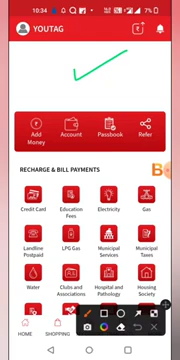 10:34
7%
YOUTAG
Add Money
Account
Passbook
Refer
RECHARGE & BILL PAYMENTS
Credit Card
Education Fees
Electricity
Gas
Landline Postpaid
LPG Gas
Municipal Services
Municipal Taxes
Water
Clubs and Associations
Hospital and Pathology
Housing Society
HOME
SHOPPING